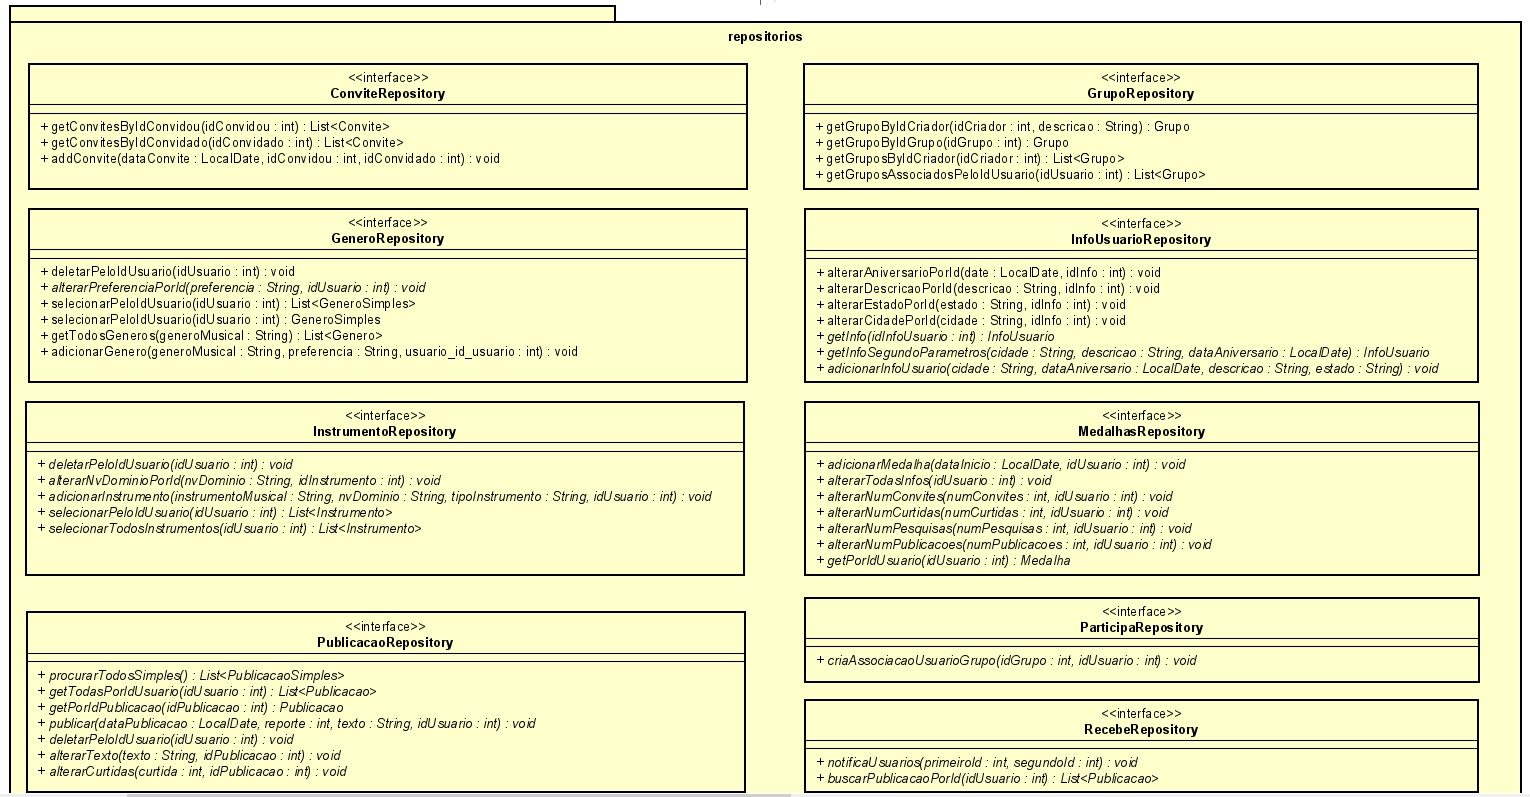 repositorios
<<interface>>
ConviteRepository
+ getConvitesByIdConvidou(idConvidou : int) : List<Convite>
+ getConvitesByIdConvidado(idConvidado : int) : List<Convite>
+ addConvite(dataConvite : LocalDate, idConvidou : int, idConvidado : int) : void
<<interface>>
GrupoRepository
+ getGrupoByIdCriador(idCriador : int, descricao : String) : Grupo
+ getGrupoByIdGrupo(idGrupo : int) : Grupo
+ getGruposByIdCriador(idCriador : int) : List<Grupo>
+ getGruposAssociadosPeloIdUsuario(idUsuario : int) : List<Grupo>
<<interface>>
GeneroRepository
+ deletarPeloIdUsuario(idUsuario : int) : void
+ alterarPreferenciaPorId(preferencia : String, idUsuario : int) : void
+ selecionarPeloIdUsuario(idUsuario : int) : List<GeneroSimples>
+ selecionarPeloIdUsuario(idUsuario : int) : GeneroSimples
+ getTodosGeneros(generoMusical : String) : List<Genero>
+ adicionarGenero(generoMusical : String, preferencia : String, usuario_id_usuario : int) : void
<<interface>>
InfoUsuarioRepository
+ alterarAniversarioPorId(date : LocalDate, idInfo : int) : void
+ alterarDescricaoPorId(descricao : String, idInfo : int) : void
+ alterarEstadoPorId(estado : String, idInfo : int) : void
+ alterarCidadePorId(cidade : String, idInfo : int) : void
+ getInfo(idInfoUsuario : int) : InfoUsuario
+ getInfoSegundoParametros(cidade : String, descricao : String, dataAniversario : LocalDate) : InfoUsuario
+ adicionarInfoUsuario(cidade : String, dataAniversario : LocalDate, descricao : String, estado : String) : void
<<interface>>
InstrumentoRepository
+ deletarPeloIdUsuario(idUsuario : int) : void
+ alterarNvDominioPorId(nvDominio : String, idInstrumento : int) : void
+ adicionarInstrumento(instrumentoMusical : String, nvDominio : String, tipoInstrumento : String, idUsuario : int) : void
+ selecionarPeloIdUsuario(idUsuario : int) : List<Instrumento>
+ selecionarTodosInstrumentos(idUsuario : int) : List<Instrumento>
<<interface>>
MedalhasRepository
+ adicionarMedalha(dataInicio : LocalDate, idUsuario : int) : void
+ alterarTodasInfos(idUsuario : int) : void
+ alterarNumConvites(numConvites : int, idUsuario : int) : void
+ alterarNumCurtidas(numCurtidas : int, idUsuario : int) : void
+ alterarNumPesquisas(numPesquisas : int, idUsuario : int) : void
+ alterarNumPublicacoes(numPublicacoes : int, idUsuario : int) : void
+ getPorIdUsuario(idUsuario : int) : Medalha
<<interface>>
PublicacaoRepository
+ procurarTodosSimples() : List<PublicacaoSimples>
+ getTodasPorIdUsuario(idUsuario : int) : List<Publicacao>
+ getPorIdPublicacao(idPublicacao : int) : Publicacao
+ publicar(dataPublicacao : LocalDate, reporte : int, texto : String, idUsuario : int) : void
+ deletarPeloIdUsuario(idUsuario : int) : void
+ alterarTexto(texto : String, idPublicacao : int) : void
+ alterarCurtidas(curtida : int, idPublicacao : int) : void
<<interface>>
ParticipaRepository
+ criaAssociacaoUsuarioGrupo(idGrupo : int, idUsuario : int) : void
<<interface>>
RecebeRepository
+ notificaUsuarios(primeiroId : int, segundoId : int) : void
+ buscarPublicacaoPorId(idUsuario : int) : List<Publicacao>